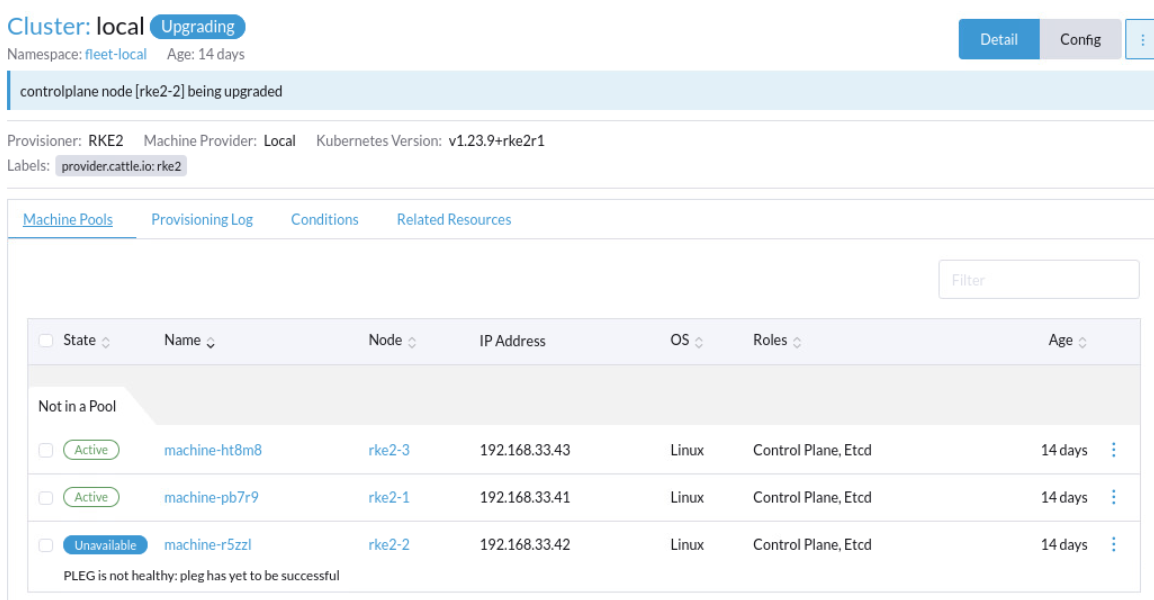 Cluster: local Upgrading
Detail Config
Namespace: fleet-local Age: 14 days
controlplane node [rke2-2] being upgraded
Provisioner: RKE2 Machine Provider: Local Kubernetes Version: v1.23.9+rke2r1
Labels: provider.cattle.io: rke2
Machine Pools Provisioning Log Conditions Related Resources
Filter
State Name Node IP Address OS Roles Age
Not in a Pool
Active machine-ht8m8 rke2-3 192.168.33.43 Linux Control Plane, Etcd 14 days
Active machine-pb7r9 rke2-1 192.168.33.41 Linux Control Plane, Etcd 14 days
Unavailable machine-r5zzl rke2-2 192.168.33.42 Linux Control Plane, Etcd 14 days
PLEG is not healthy: pleg has yet to be successful